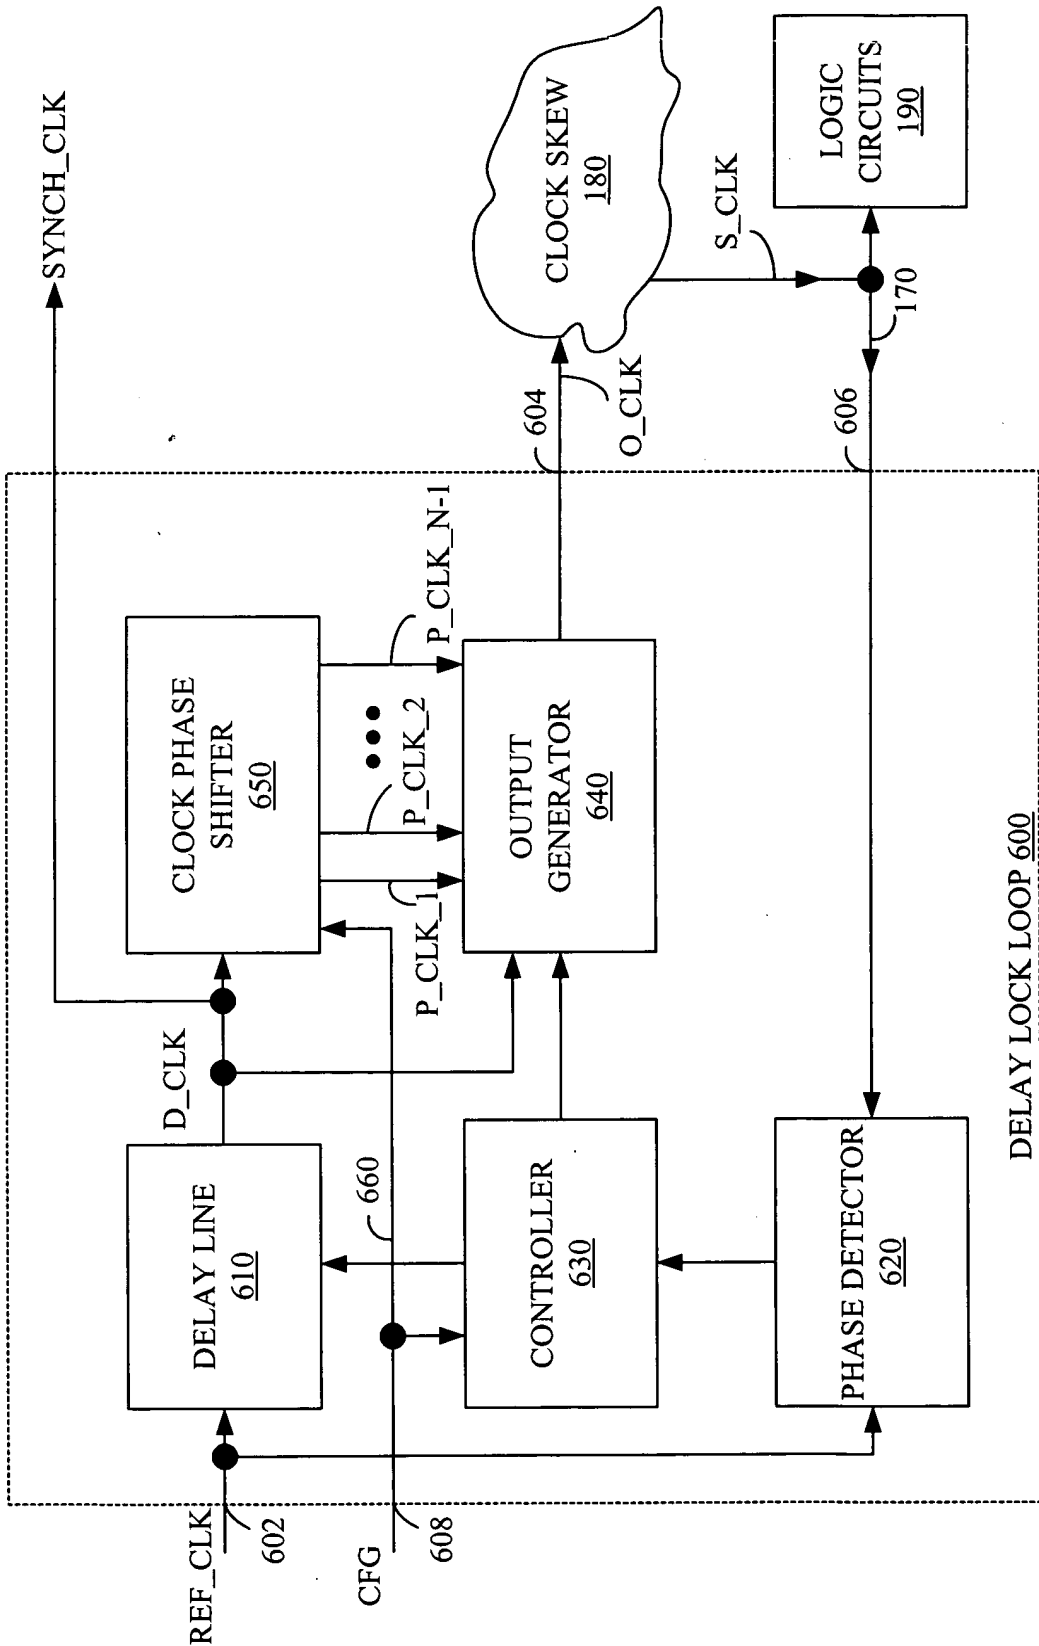 SYNCH_CLK
D_CLK
CLOCK PHASE
SHIFTER
650
DELAY LINE
610
REF_CLK
602
660
P_CLK_1
P_CLK_2
P_CLK_N-1
CLOCK SKEW
180
604
O_CLK
CFG
608
CONTROLLER
630
OUTPUT
GENERATOR
640
S_CLK
170
606
LOGIC
CIRCUITS
190
PHASE DETECTOR
620
DELAY LOCK LOOP 600